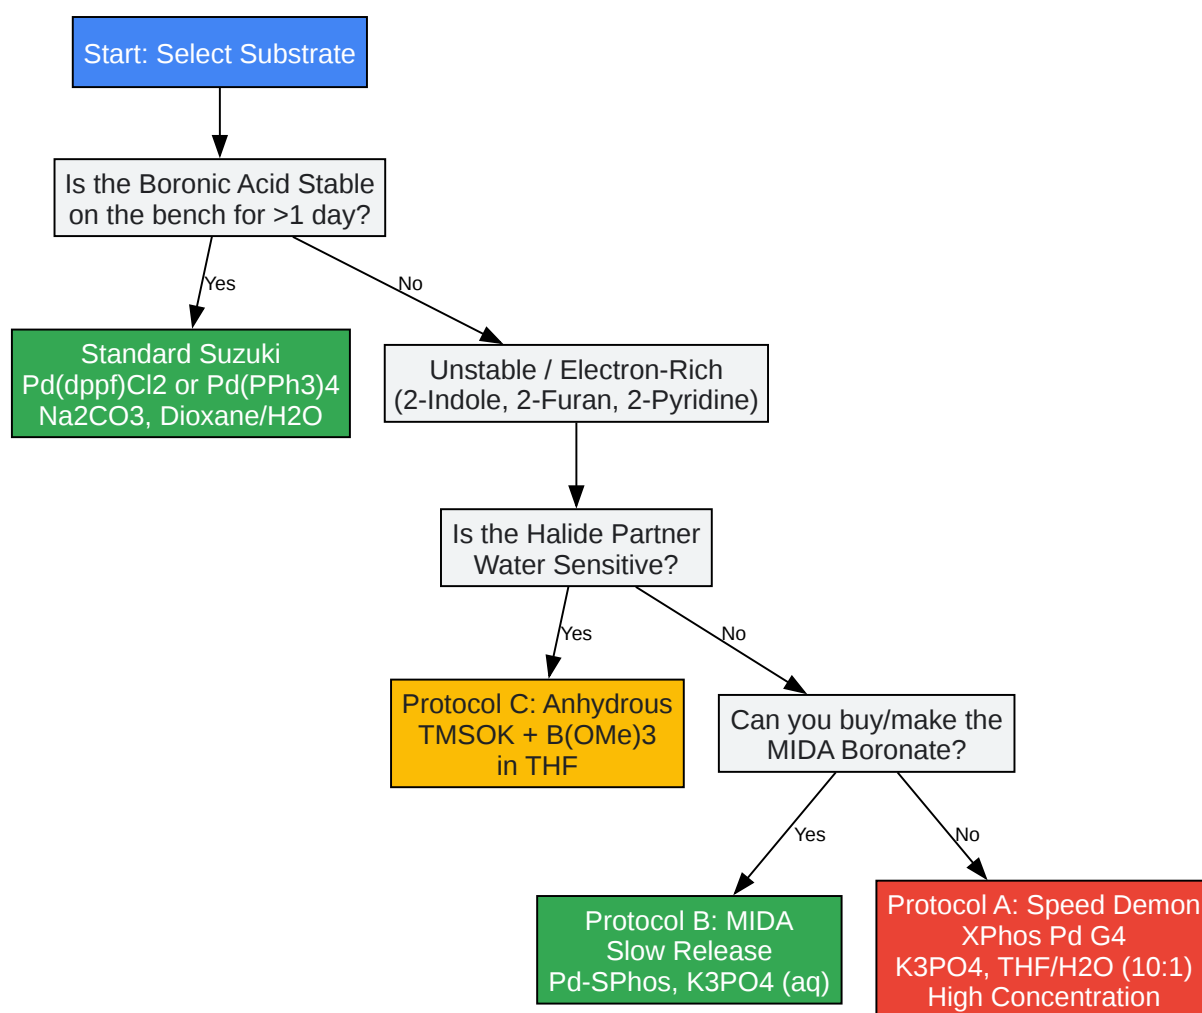 Start: Select Substrate
Is the Boronic Acid Stable
on the bench for >1 day?
Yes
No
Standard Suzuki
Pd(dppf)Cl2 or Pd(PPh3)4
Na2CO3, Dioxane/H2O
Unstable / Electron-Rich
(2-Indole, 2-Furan, 2-Pyridine)
Is the Halide Partner
Water Sensitive?
Yes
No
Protocol C: Anhydrous
TMSOK + B(OMe)3
in THF
Can you buy/make the
MIDA Boronate?
Yes
No
Protocol B: MIDA
Slow Release
Pd-SPhos, K3PO4 (aq)
Protocol A: Speed Demon
XPhos Pd G4
K3PO4, THF/H2O (10:1)
High Concentration